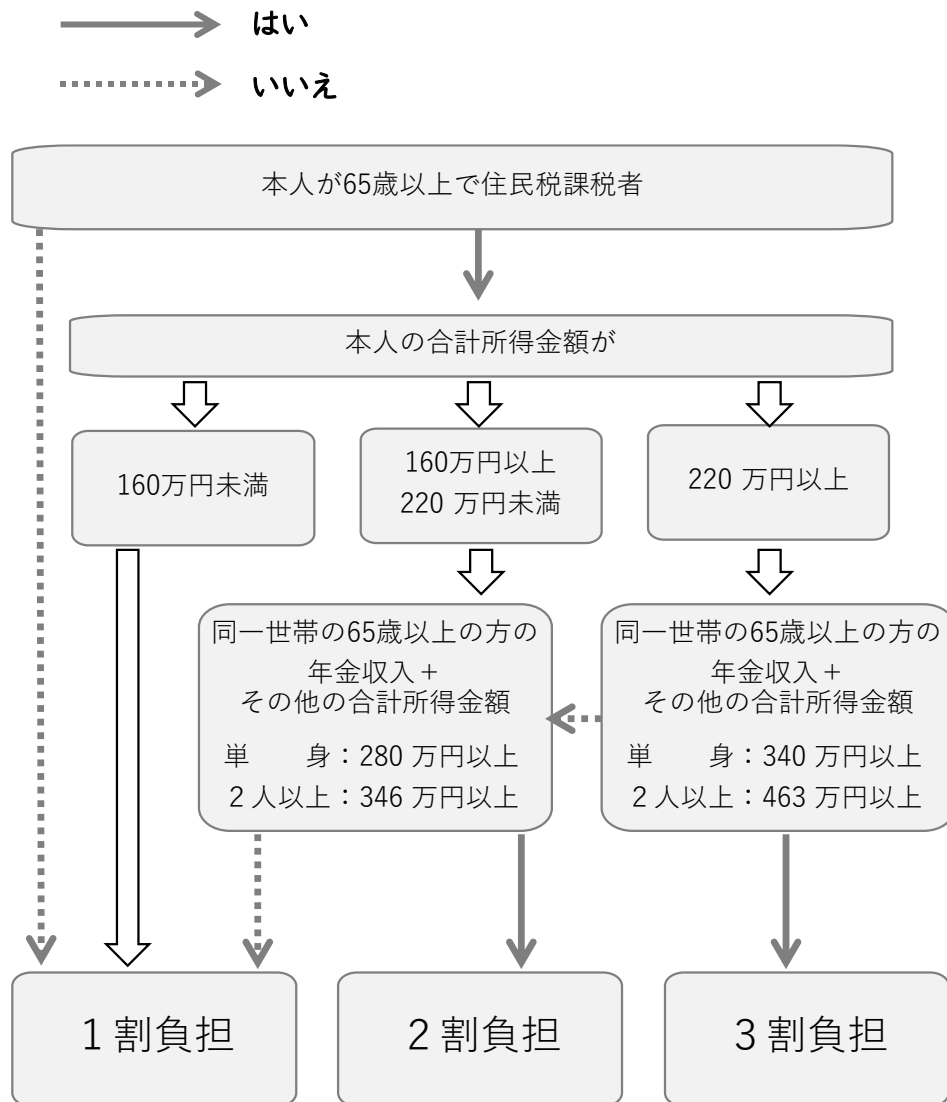 はい
いいえ
本人が65歳以上で住民税課税者
本人の合計所得金額が
160万円未満
160万円以上
220 万円未満
220 万円以上
同一世帯の65歳以上の方の
年金収入＋
その他の合計所得金額
単　　身：280 万円以上
２人以上：346 万円以上
同一世帯の65歳以上の方の
年金収入＋
その他の合計所得金額
単　　身：340 万円以上
２人以上：463 万円以上
１割負担
２割負担
３割負担